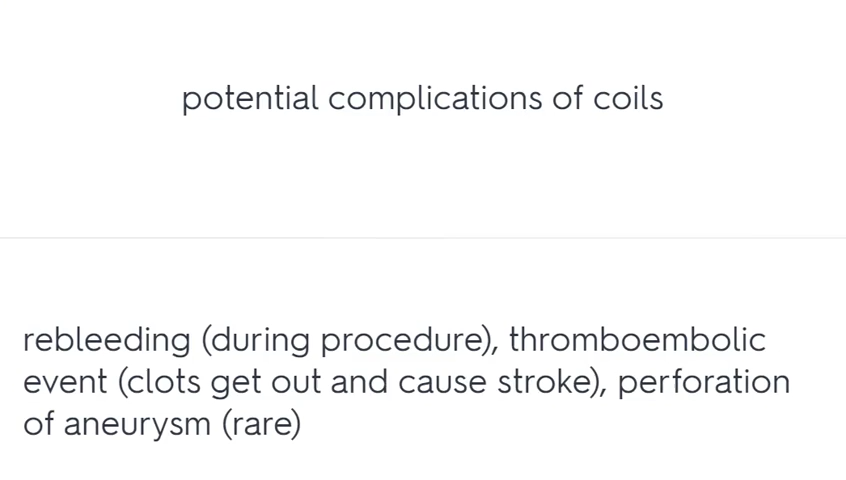 potential complications of coils
rebleeding (during procedure), thromboembolic
event (clots get out and cause stroke), perforation
of aneurysm (rare)